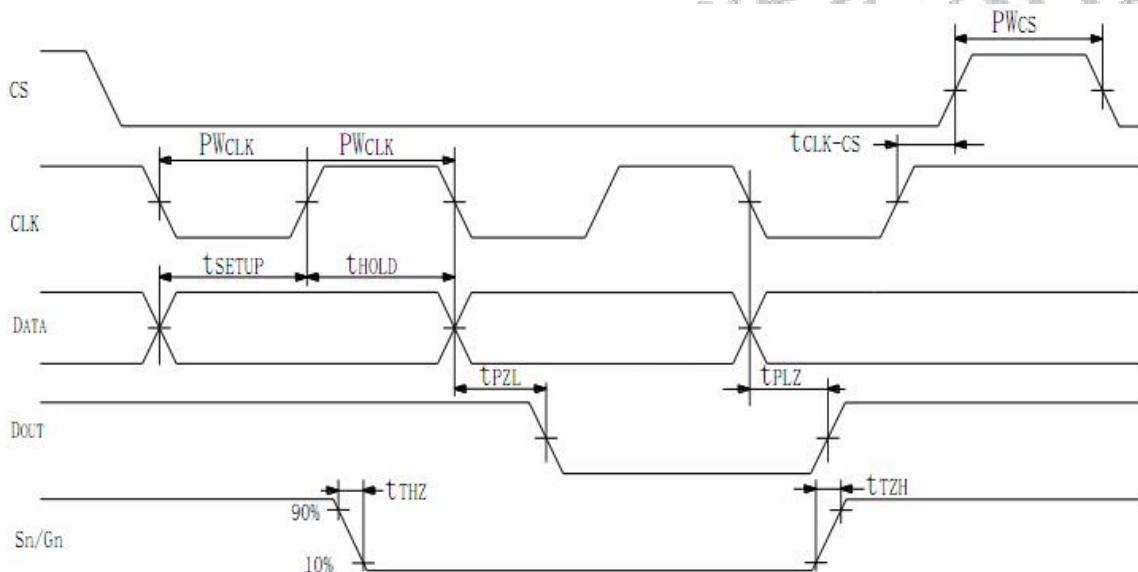 PWCS
CS
PWCLK PWCLK
tCLK-CS
CLK
tSETUP tHOLD
DATA
tPZL tPLZ
DOUT
tTHZ tTZH
90%
Sn/Gn
10%